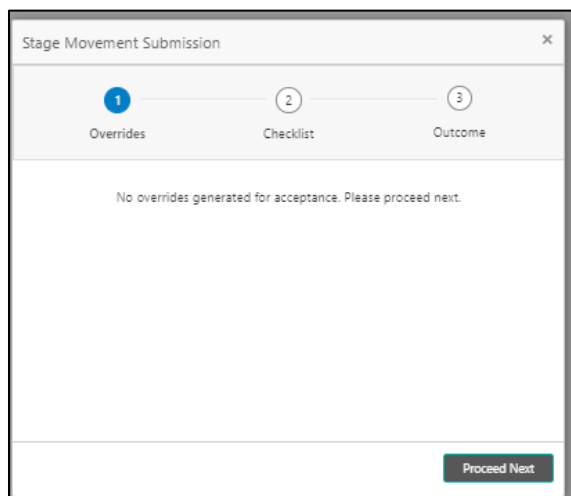 Stage Movement Submission ×
1 2 3
Overrides Checklist Outcome
No overrides generated for acceptance. Please proceed next.
Proceed Next